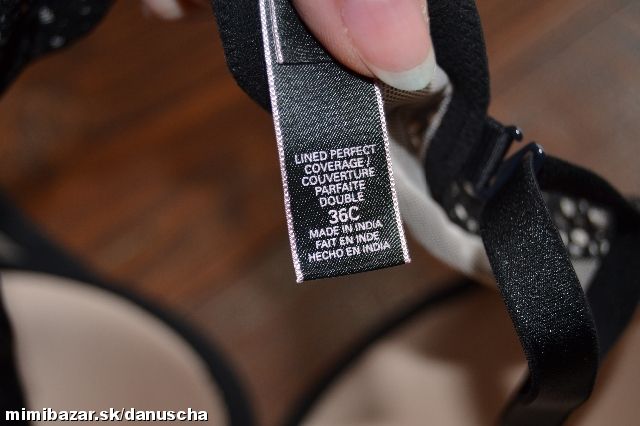 LINED PERFECT
COVERAGE /
COUVERTURE
PARFAITE
DOUBLE
36C
MADE IN INDIA
FAIT EN INDE
HECHO EN INDIA
mimibazar.sk/danuscha